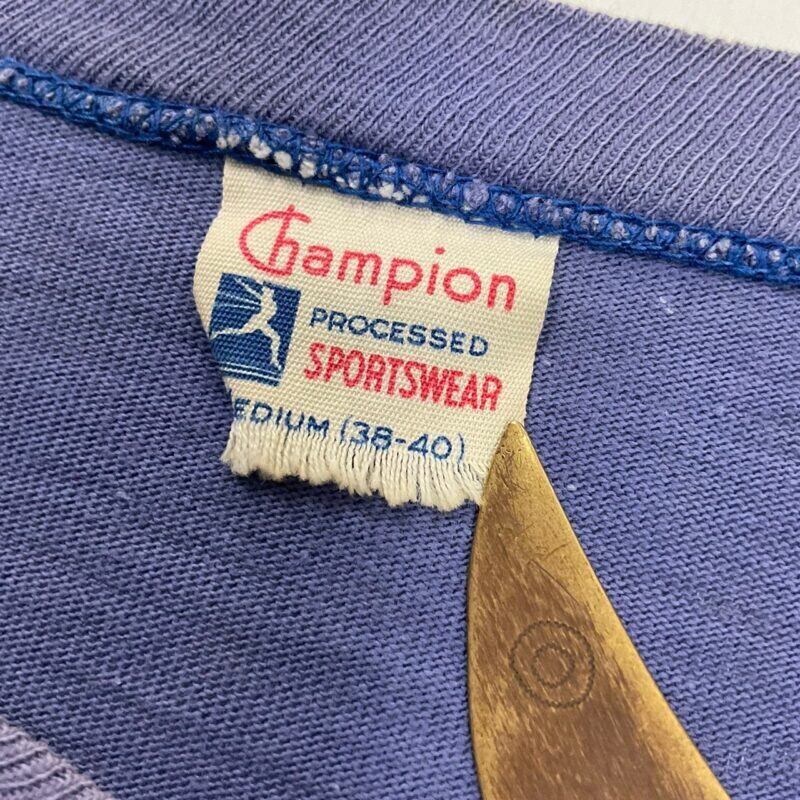 Champion
PROCESSED
SPORTSWEAR
EDIUM (38-40)